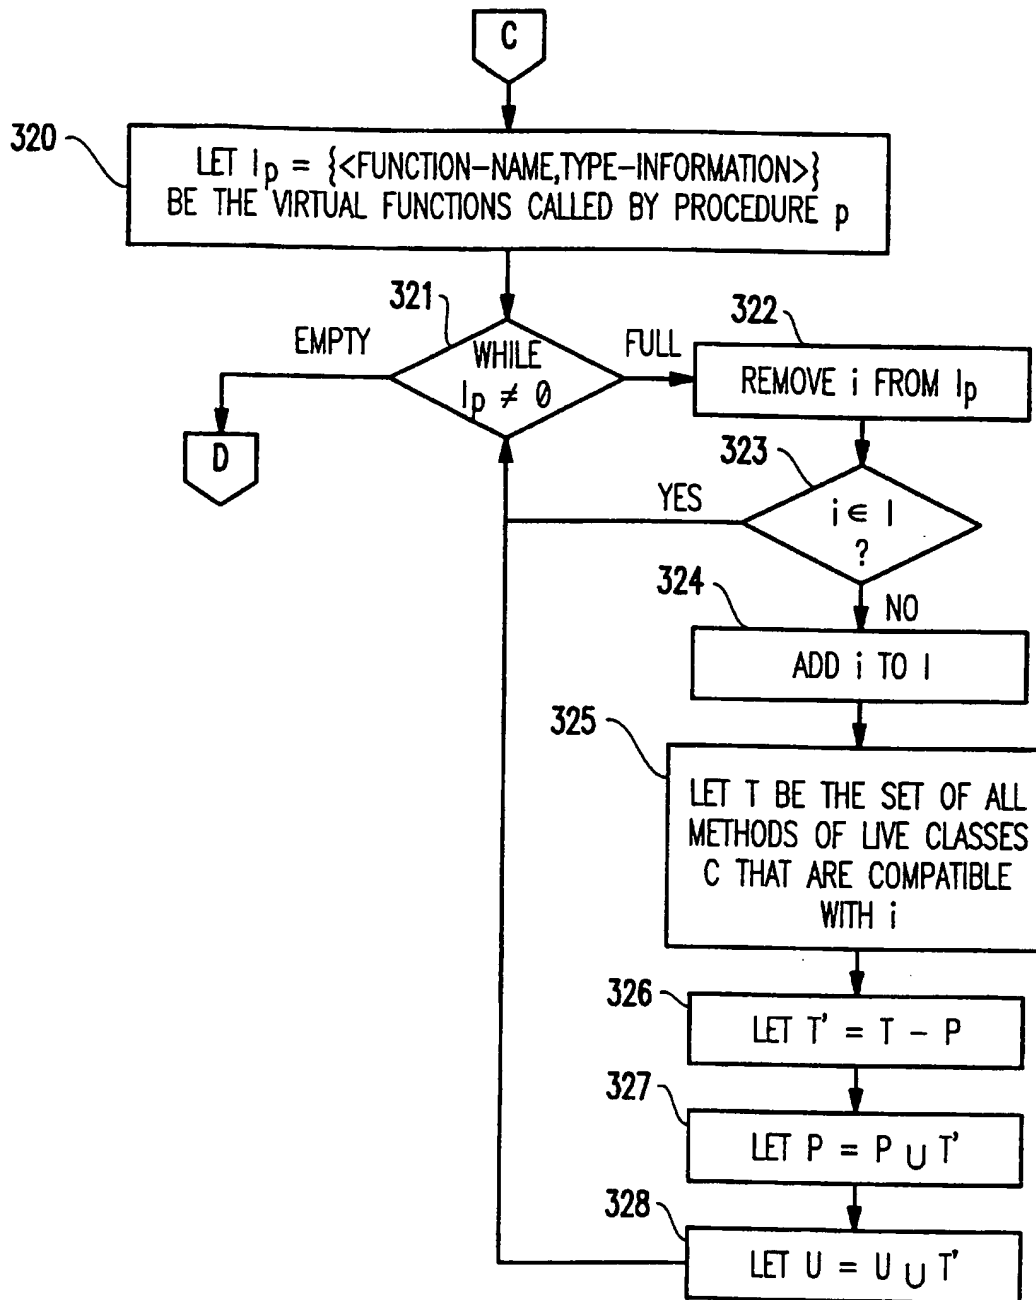 C
320
LET Ip = {<FUNCTION-NAME,TYPE-INFORMATION>}
BE THE VIRTUAL FUNCTIONS CALLED BY PROCEDURE p
321
EMPTY
WHILE
Ip ≠ 0
FULL
322
REMOVE i FROM Ip
D
323
YES
i ∈ I
?
324
NO
ADD i TO I
325
LET T BE THE SET OF ALL
METHODS OF LIVE CLASSES
C THAT ARE COMPATIBLE
WITH i
326
LET T' = T - P
327
LET P = P ∪ T'
328
LET U = U ∪ T'